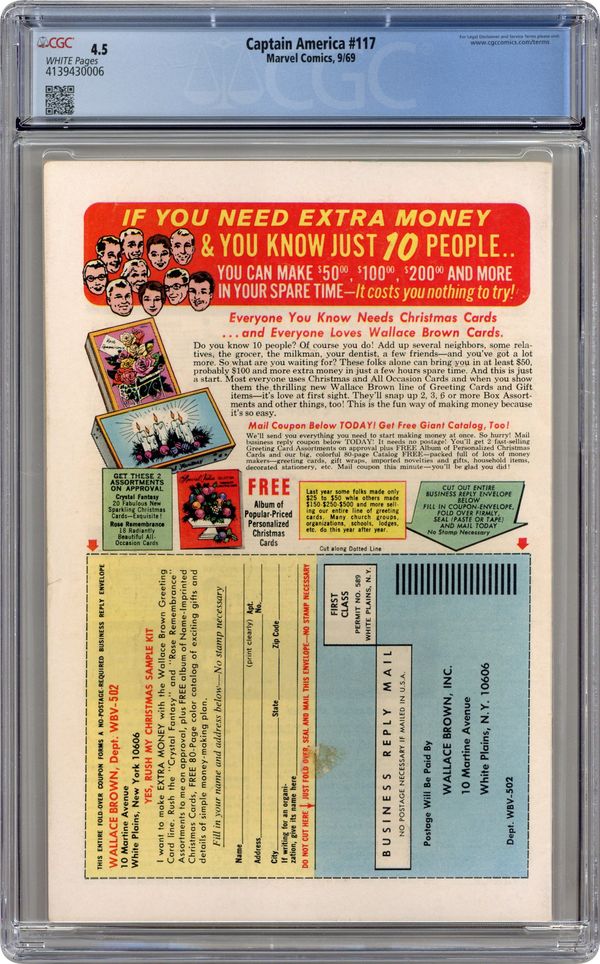 CGC 4.5
WHITE Pages
4139430006
Captain America #117
Marvel Comics, 9/69
For Legal Disclaimer and Service Terms please visit:
www.cgccomics.com/terms
CGC
IF YOU NEED EXTRA MONEY
& YOU KNOW JUST 10 PEOPLE..
YOU CAN MAKE $50⁰⁰, $100⁰⁰, $200⁰⁰ AND MORE
IN YOUR SPARE TIME—It costs you nothing to try!
Everyone You Know Needs Christmas Cards
...and Everyone Loves Wallace Brown Cards.
Do you know 10 people? Of course you do! Add up several neighbors, some rela-
tives, the grocer, the milkman, your dentist, a few friends—and you've got a lot
more. So what are you waiting for? These folks alone can bring you in at least $50,
probably $100 and more extra money in just a few hours spare time. And this is just
a start. Most everyone uses Christmas and All Occasion Cards and when you show
them the thrilling new Wallace Brown line of Greeting Cards and Gift
items—it's love at first sight. They'll snap up 2, 3, 6 or more Box Assort-
ments and other things, too! This is the fun way of making money because
it's so easy.
Mail Coupon Below TODAY! Get Free Giant Catalog, Too!
We'll send you everything you need to start making money at once. So hurry! Mail
business reply coupon below TODAY! It needs no postage! You'll get 2 fast-selling
Greeting Card Assortments on approval plus FREE Album of Personalized Christmas
Cards and our big, colorful 80-page Catalog FREE—packed full of lots of money
makers—greeting cards, gift wraps, imported novelties and gifts, household items,
decorated stationery, etc. Mail coupon this minute—you'll be glad you did!
GET THESE 2
ASSORTMENTS
ON APPROVAL
Crystal Fantasy
20 Fabulous New
Sparkling Christmas
Cards—Exquisite!
Rose Remembrance
18 Radiantly
Beautiful All-
Occasion Cards
FREE
Album of
Popular-Priced
Personalized
Christmas
Cards
Last year some folks made only
$25 to $50 while others made
$150-$250-$500 and more sell-
ing our entire line of greeting
cards. Many church groups,
organizations, schools, lodges,
etc. do this year after year.
CUT OUT ENTIRE
BUSINESS REPLY ENVELOPE
BELOW
FILL IN COUPON-ENVELOPE,
FOLD OVER FIRMLY,
SEAL (PASTE OR TAPE)
AND MAIL TODAY
No Stamp Necessary
Cut along Dotted Line
THIS ENTIRE FOLD-OVER COUPON FORMS A NO-POSTAGE-REQUIRED BUSINESS REPLY ENVELOPE
WALLACE BROWN, Dept. WBV-502
10 Martine Avenue
White Plains, New York 10606
YES, RUSH MY CHRISTMAS SAMPLE KIT
I want to make EXTRA MONEY with the Wallace Brown Greeting
Card line. Rush the "Crystal Fantasy" and "Rose Remembrance"
Assortments to me on approval, plus FREE album of Name-Imprinted
Christmas Cards, FREE 80-Page color catalog of exciting gifts and
details of simple money-making plan.
Fill in your name and address below—No stamp necessary
Name
(print clearly)
Address Apt. No.
City State Zip Code
If writing for an organi-
zation, give its name here
DO NOT CUT HERE JUST FOLD OVER, SEAL AND MAIL THIS ENVELOPE—NO STAMP NECESSARY
FIRST
CLASS
PERMIT NO. 589
WHITE PLAINS, N.Y.
BUSINESS REPLY MAIL
NO POSTAGE NECESSARY IF MAILED IN U.S.A.
Postage Will Be Paid By
WALLACE BROWN, INC.
10 Martine Avenue
White Plains, N.Y. 10606
Dept. WBV-502